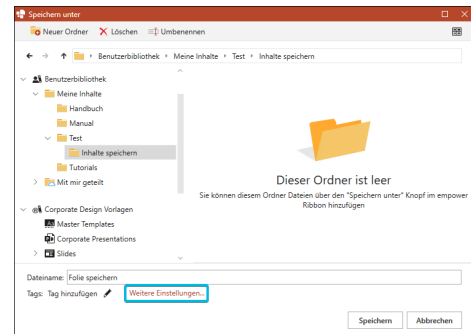 Speichern unter
Neuer Ordner Löschen Umbenennen
Benutzerbibliothek Meine Inhalte Test Inhalte speichern
Benutzerbibliothek
Meine Inhalte
Handbuch
Manual
Test
Inhalte speichern
Tutorials
Mit mir geteilt
Corporate Design Vorlagen
Master Templates
Corporate Presentations
Slides
Dieser Ordner ist leer
Sie können diesem Ordner Dateien über den "Speichern unter" Knopf im empower
Ribbon hinzufügen
Dateiname: Folie speichern
Tags: Tag hinzufügen Weitere Einstellungen...
Speichern Abbrechen